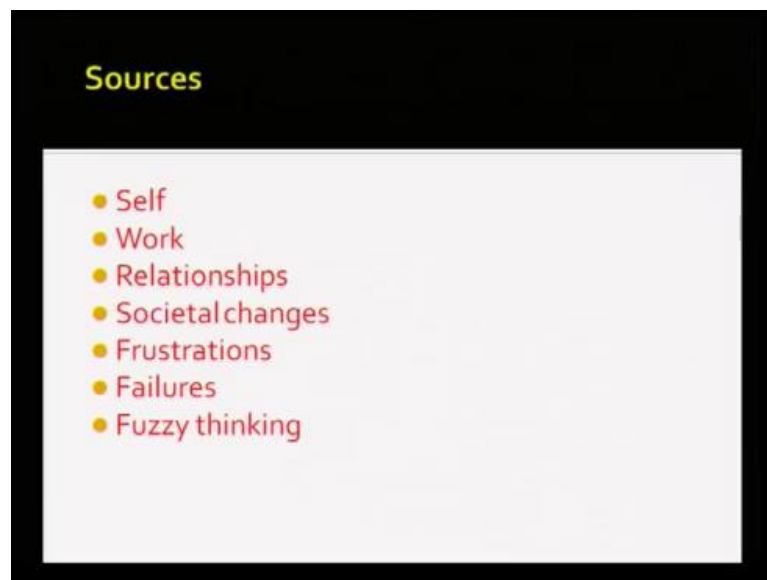 Sources
Self
Work
Relationships
Societal changes
Frustrations
Failures
Fuzzy thinking